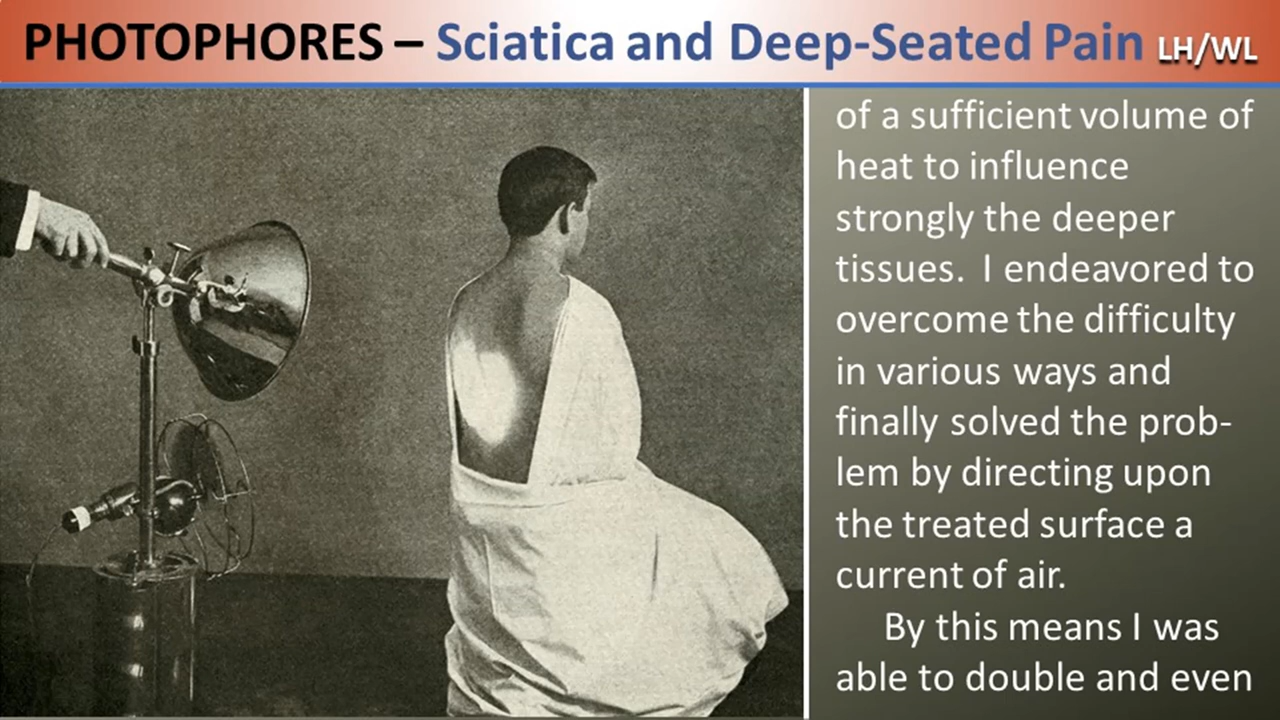 PHOTOPHORES – Sciatica and Deep-Seated Pain LH/WL
of a sufficient volume of
heat to influence
strongly the deeper
tissues. I endeavored to
overcome the difficulty
in various ways and
finally solved the prob-
lem by directing upon
the treated surface a
current of air.
By this means I was
able to double and even